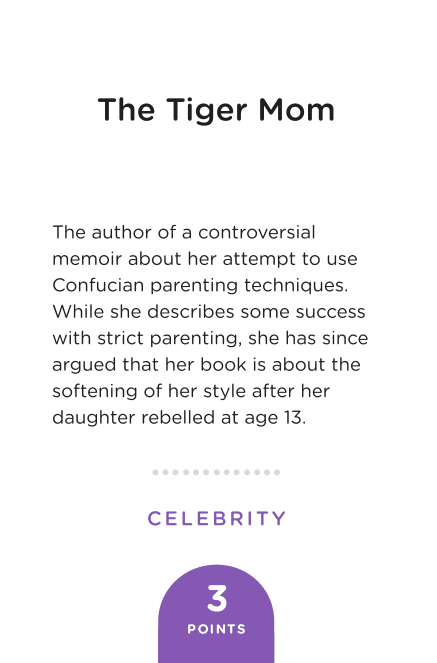 The Tiger Mom
The author of a controversial
memoir about her attempt to use
Confucian parenting techniques.
While she describes some success
with strict parenting, she has since
argued that her book is about the
softening of her style after her
daughter rebelled at age 13.
CELEBRITY
3
POINTS